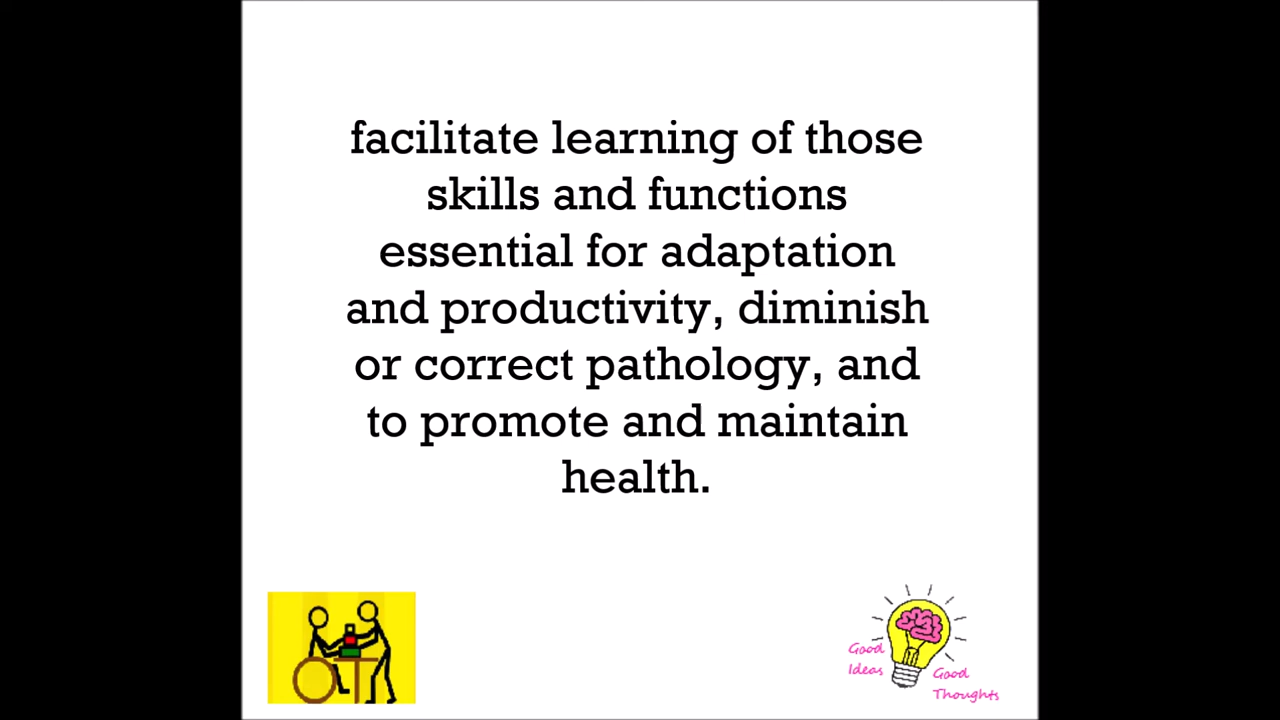 facilitate learning of those
skills and functions
essential for adaptation
and productivity, diminish
or correct pathology, and
to promote and maintain
health.
OT
Good
Ideas
Good
Thoughts